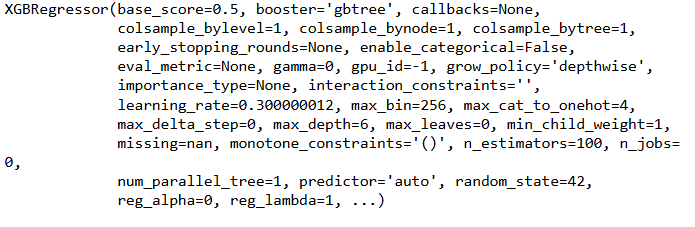 XGBRegressor(base_score=0.5, booster='gbtree', callbacks=None,
colsample_bylevel=1, colsample_bynode=1, colsample_bytree=1,
early_stopping_rounds=None, enable_categorical=False,
eval_metric=None, gamma=0, gpu_id=-1, grow_policy='depthwise',
importance_type=None, interaction_constraints='',
learning_rate=0.300000012, max_bin=256, max_cat_to_onehot=4,
max_delta_step=0, max_depth=6, max_leaves=0, min_child_weight=1,
missing=nan, monotone_constraints='()', n_estimators=100, n_jobs=
0,
num_parallel_tree=1, predictor='auto', random_state=42,
reg_alpha=0, reg_lambda=1, ...)